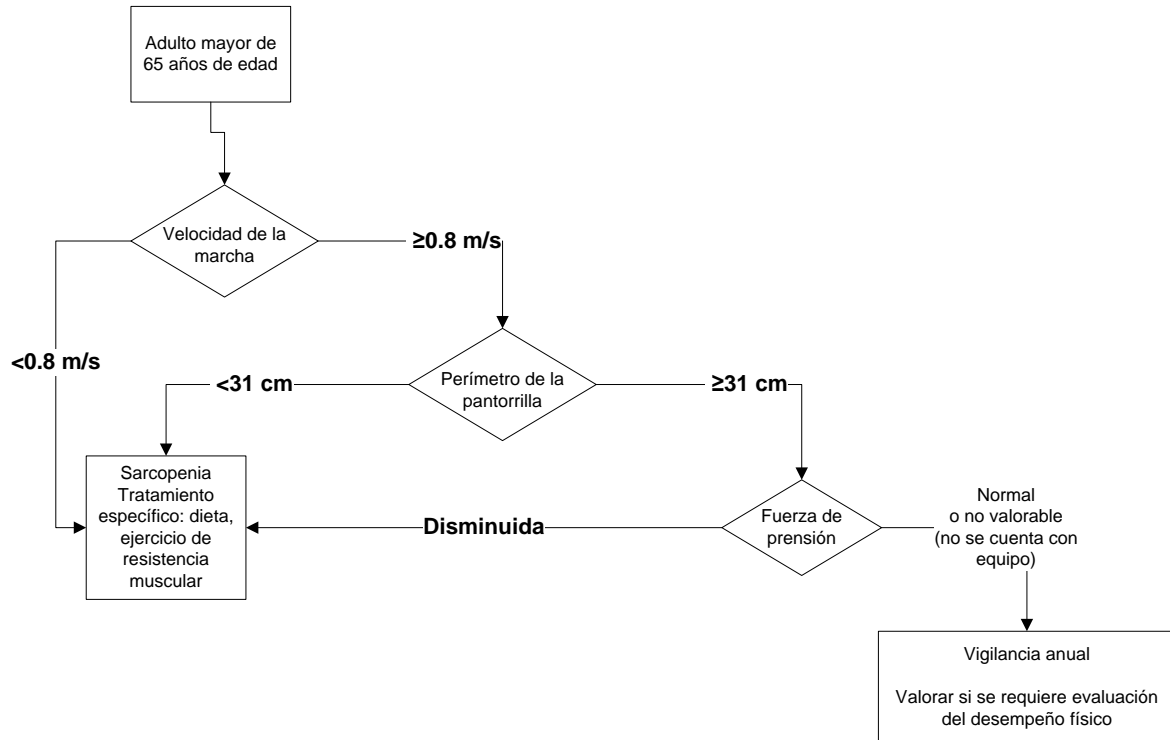 Adulto mayor de
65 años de edad
Velocidad de la
marcha
≥0.8 m/s
<0.8 m/s
Perímetro de la
pantorrilla
<31 cm
≥31 cm
Sarcopenia
Tratamiento
específico: dieta,
ejercicio de
resistencia
muscular
Disminuida
Fuerza de
prensión
Normal
o no valorable
(no se cuenta con
equipo)
Vigilancia anual
Valorar si se requiere evaluación
del desempeño físico